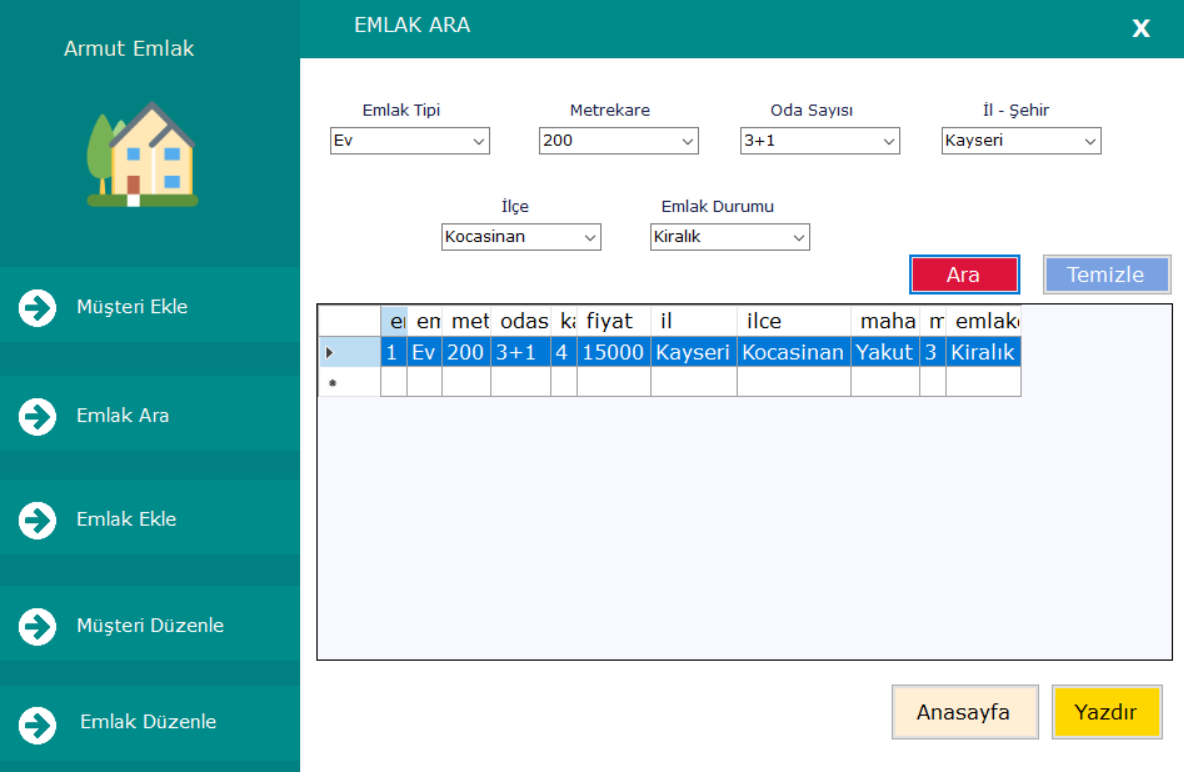 Armut Emlak
Müşteri Ekle
Emlak Ara
Emlak Ekle
Müşteri Düzenle
Emlak Düzenle
EMLAK ARA X
Emlak Tipi Metrekare Oda Sayısı İl - Şehir
Ev 200 3+1 Kayseri
İlçe Emlak Durumu
Kocasinan Kiralık
Ara Temizle
en met odas fiyat il ilce maha m emlak
1 Ev 200 3+1 4 15000 Kayseri Kocasinan Yakut 3 Kiralık
Anasayfa Yazdır